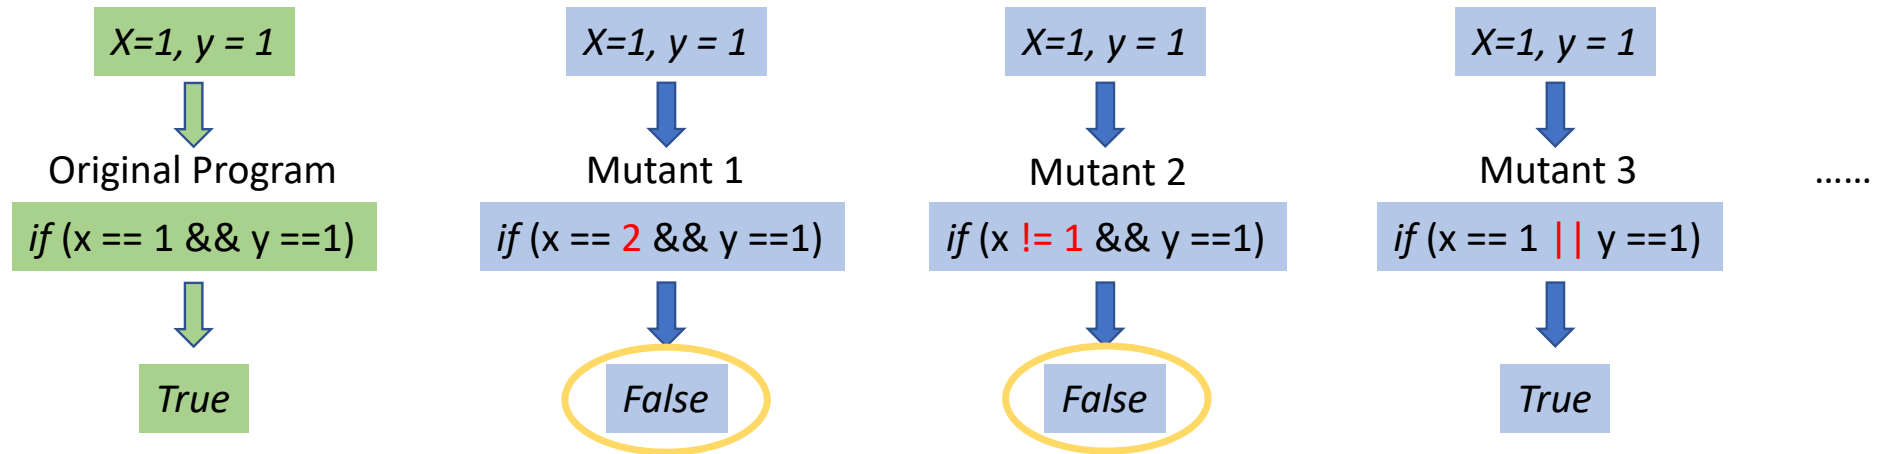 X=1, y = 1
X=1, y = 1
X=1, y = 1
X=1, y = 1
Original Program
Mutant 1
Mutant 2
Mutant 3
......
if (x == 1 && y ==1)
if (x == 2 && y ==1)
if (x != 1 && y ==1)
if (x == 1 || y ==1)
True
False
False
True